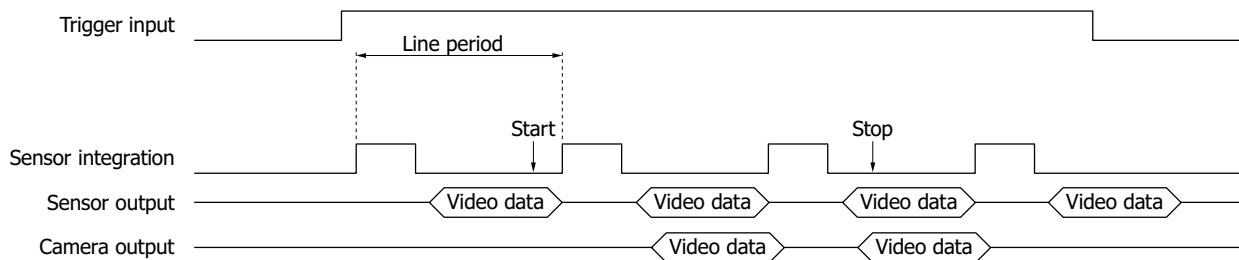 Trigger input
Line period
Start
Stop
Sensor integration
Sensor output
Video data
Video data
Video data
Video data
Camera output
Video data
Video data